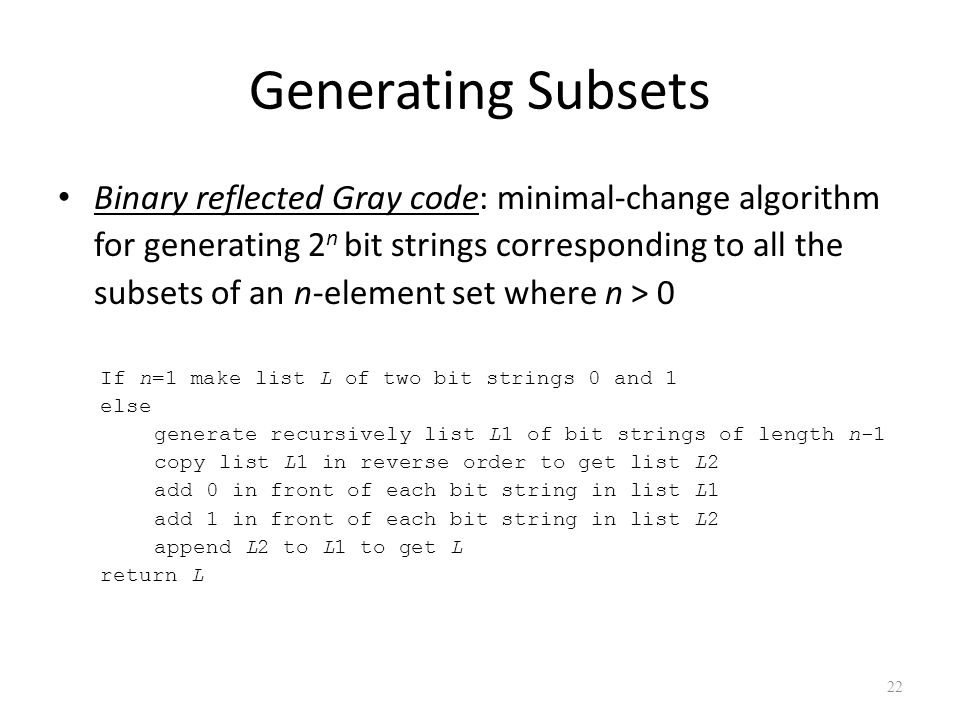 Generating Subsets
• Binary reflected Gray code: minimal-change algorithm
for generating 2ⁿ bit strings corresponding to all the
subsets of an n-element set where n > 0
If n=1 make list L of two bit strings 0 and 1
else
generate recursively list L1 of bit strings of length n-1
copy list L1 in reverse order to get list L2
add 0 in front of each bit string in list L1
add 1 in front of each bit string in list L2
append L2 to L1 to get L
return L
22